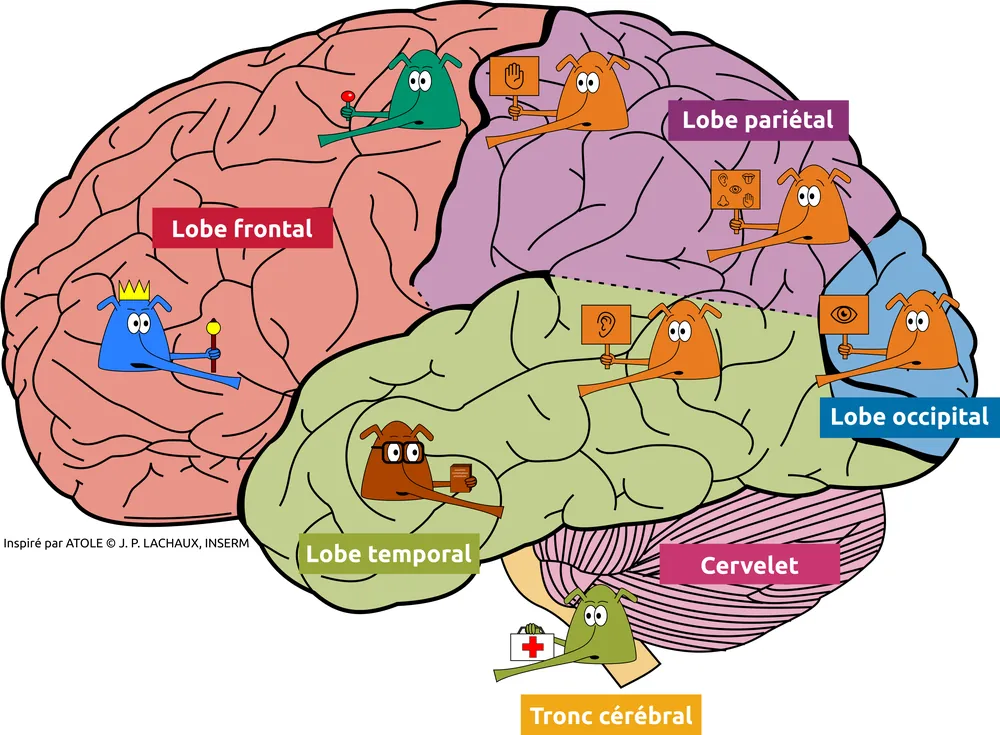 Lobe pariétal
Lobe frontal
Lobe occipital
Inspiré par ATOLE © J. P. LACHAUX, INSERM
Lobe temporal
Cervelet
Tronc cérébral